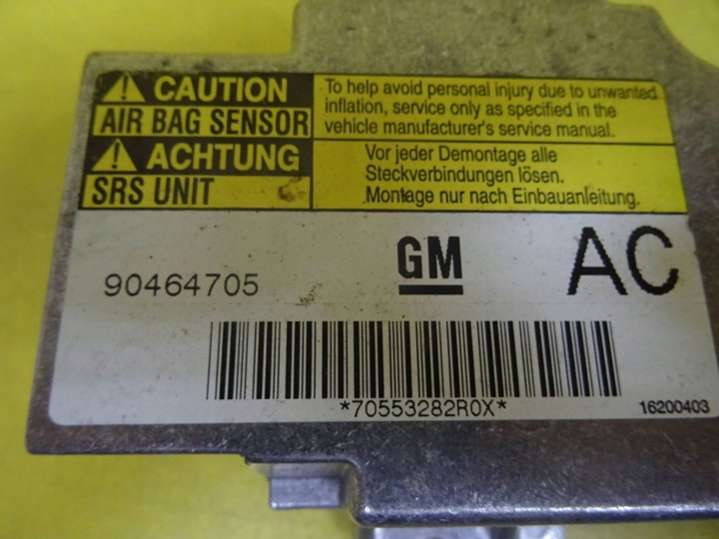 CAUTION
AIR BAG SENSOR
To help avoid personal injury due to unwanted
inflation, service only as specified in the
vehicle manufacturer's service manual.
ACHTUNG
SRS UNIT
Vor jeder Demontage alle
Steckverbindungen lösen.
Montage nur nach Einbauanleitung.
90464705
GM
AC
*70553282R0X*
16200403